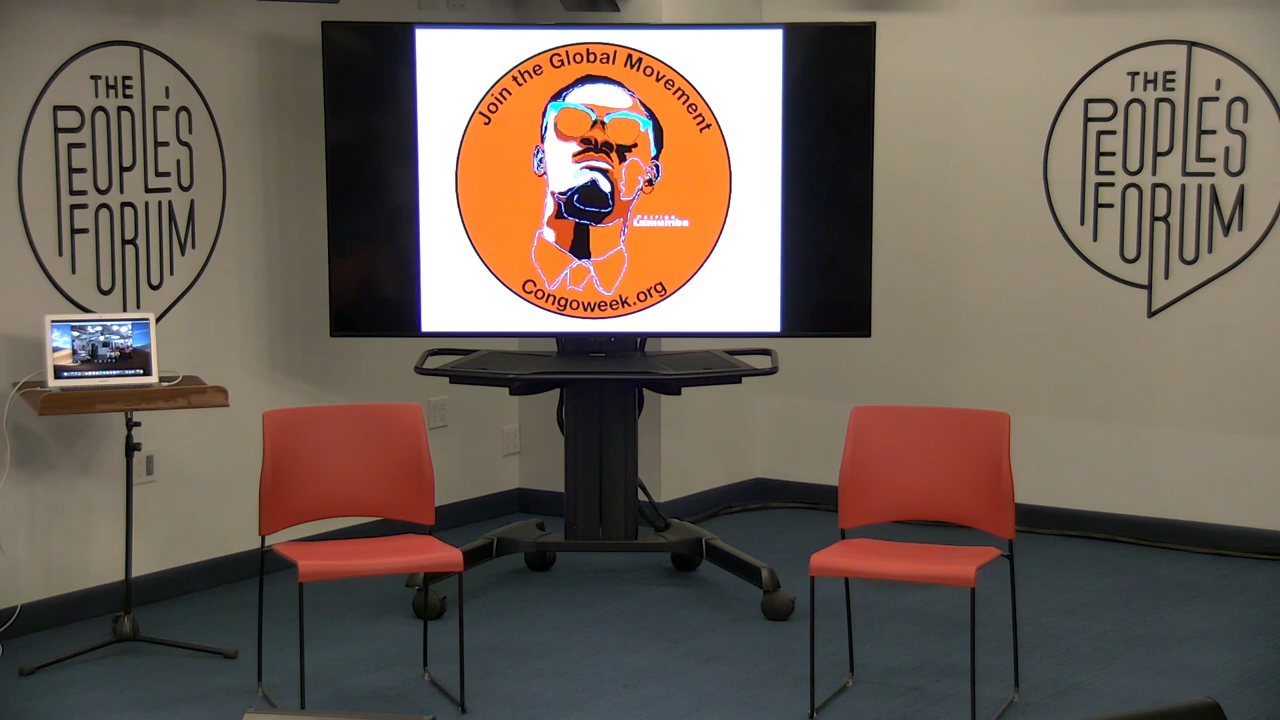 THE
PEOPLE'S
FORUM
Join the Global Movement
Patrice
Lumumba
Congoweek.org
THE
PEOPLE'S
FORUM